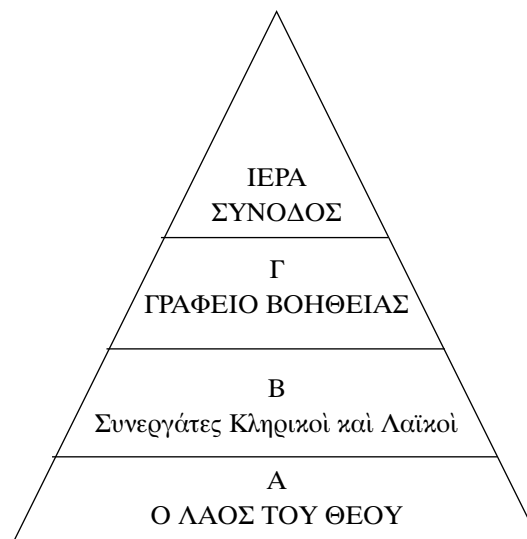 ΙΕΡΑ
ΣΥΝΟΔΟΣ
Γ
ΓΡΑΦΕΙΟ ΒΟΗΘΕΙΑΣ
Β
Συνεργάτες Κληρικοὶ καὶ Λαϊκοὶ
Α
Ο ΛΑΟΣ ΤΟΥ ΘΕΟΥ